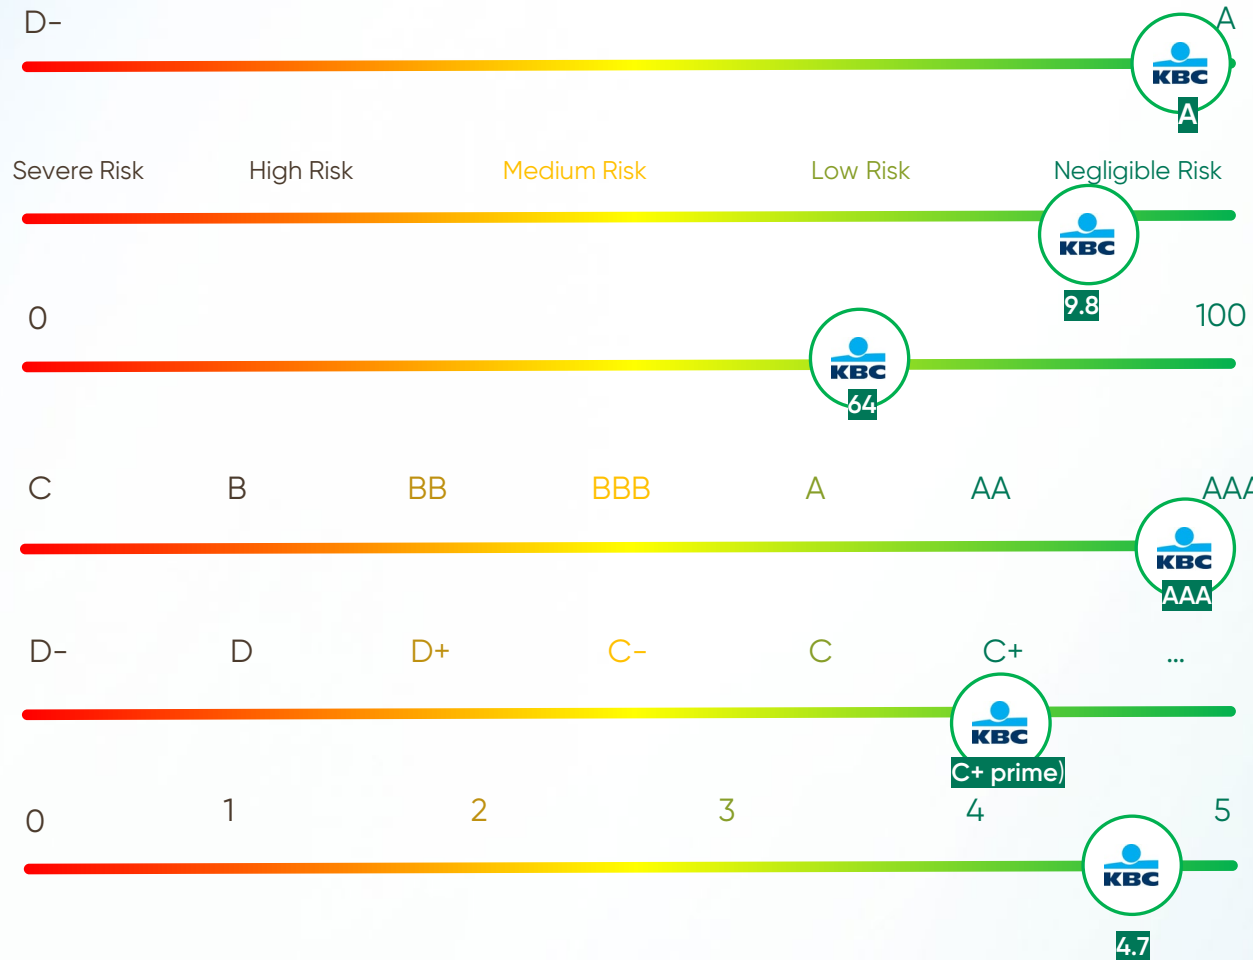 D-
A
KBC
A
Severe Risk High Risk Medium Risk Low Risk Negligible Risk
KBC
9.8
0
100
KBC
64
C B BB BBB A AA AAA
KBC
AAA
D- D D+ C- C C+ ...
KBC
C+ prime)
0 1 2 3 4 5
KBC
4.7